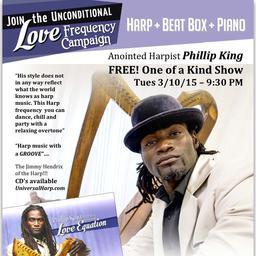 JOIN the UNCONDITIONAL
Love Frequency
Campaign
HARP + BEAT BOX + PIANO
Anointed Harpist Phillip King
FREE! One of a Kind Show
Tues 3/10/15 – 9:30 PM
"His style does not
in any way reflect
what the world
knows as harp
music. This Harp
frequency you
can dance, chill and
party with a
relaxing overtone"
"Harp music with
a GROOVE"....
The Jimmy Hendrix
of the Harp!!!
CD's available
UniversalHarp.com
Love Equation